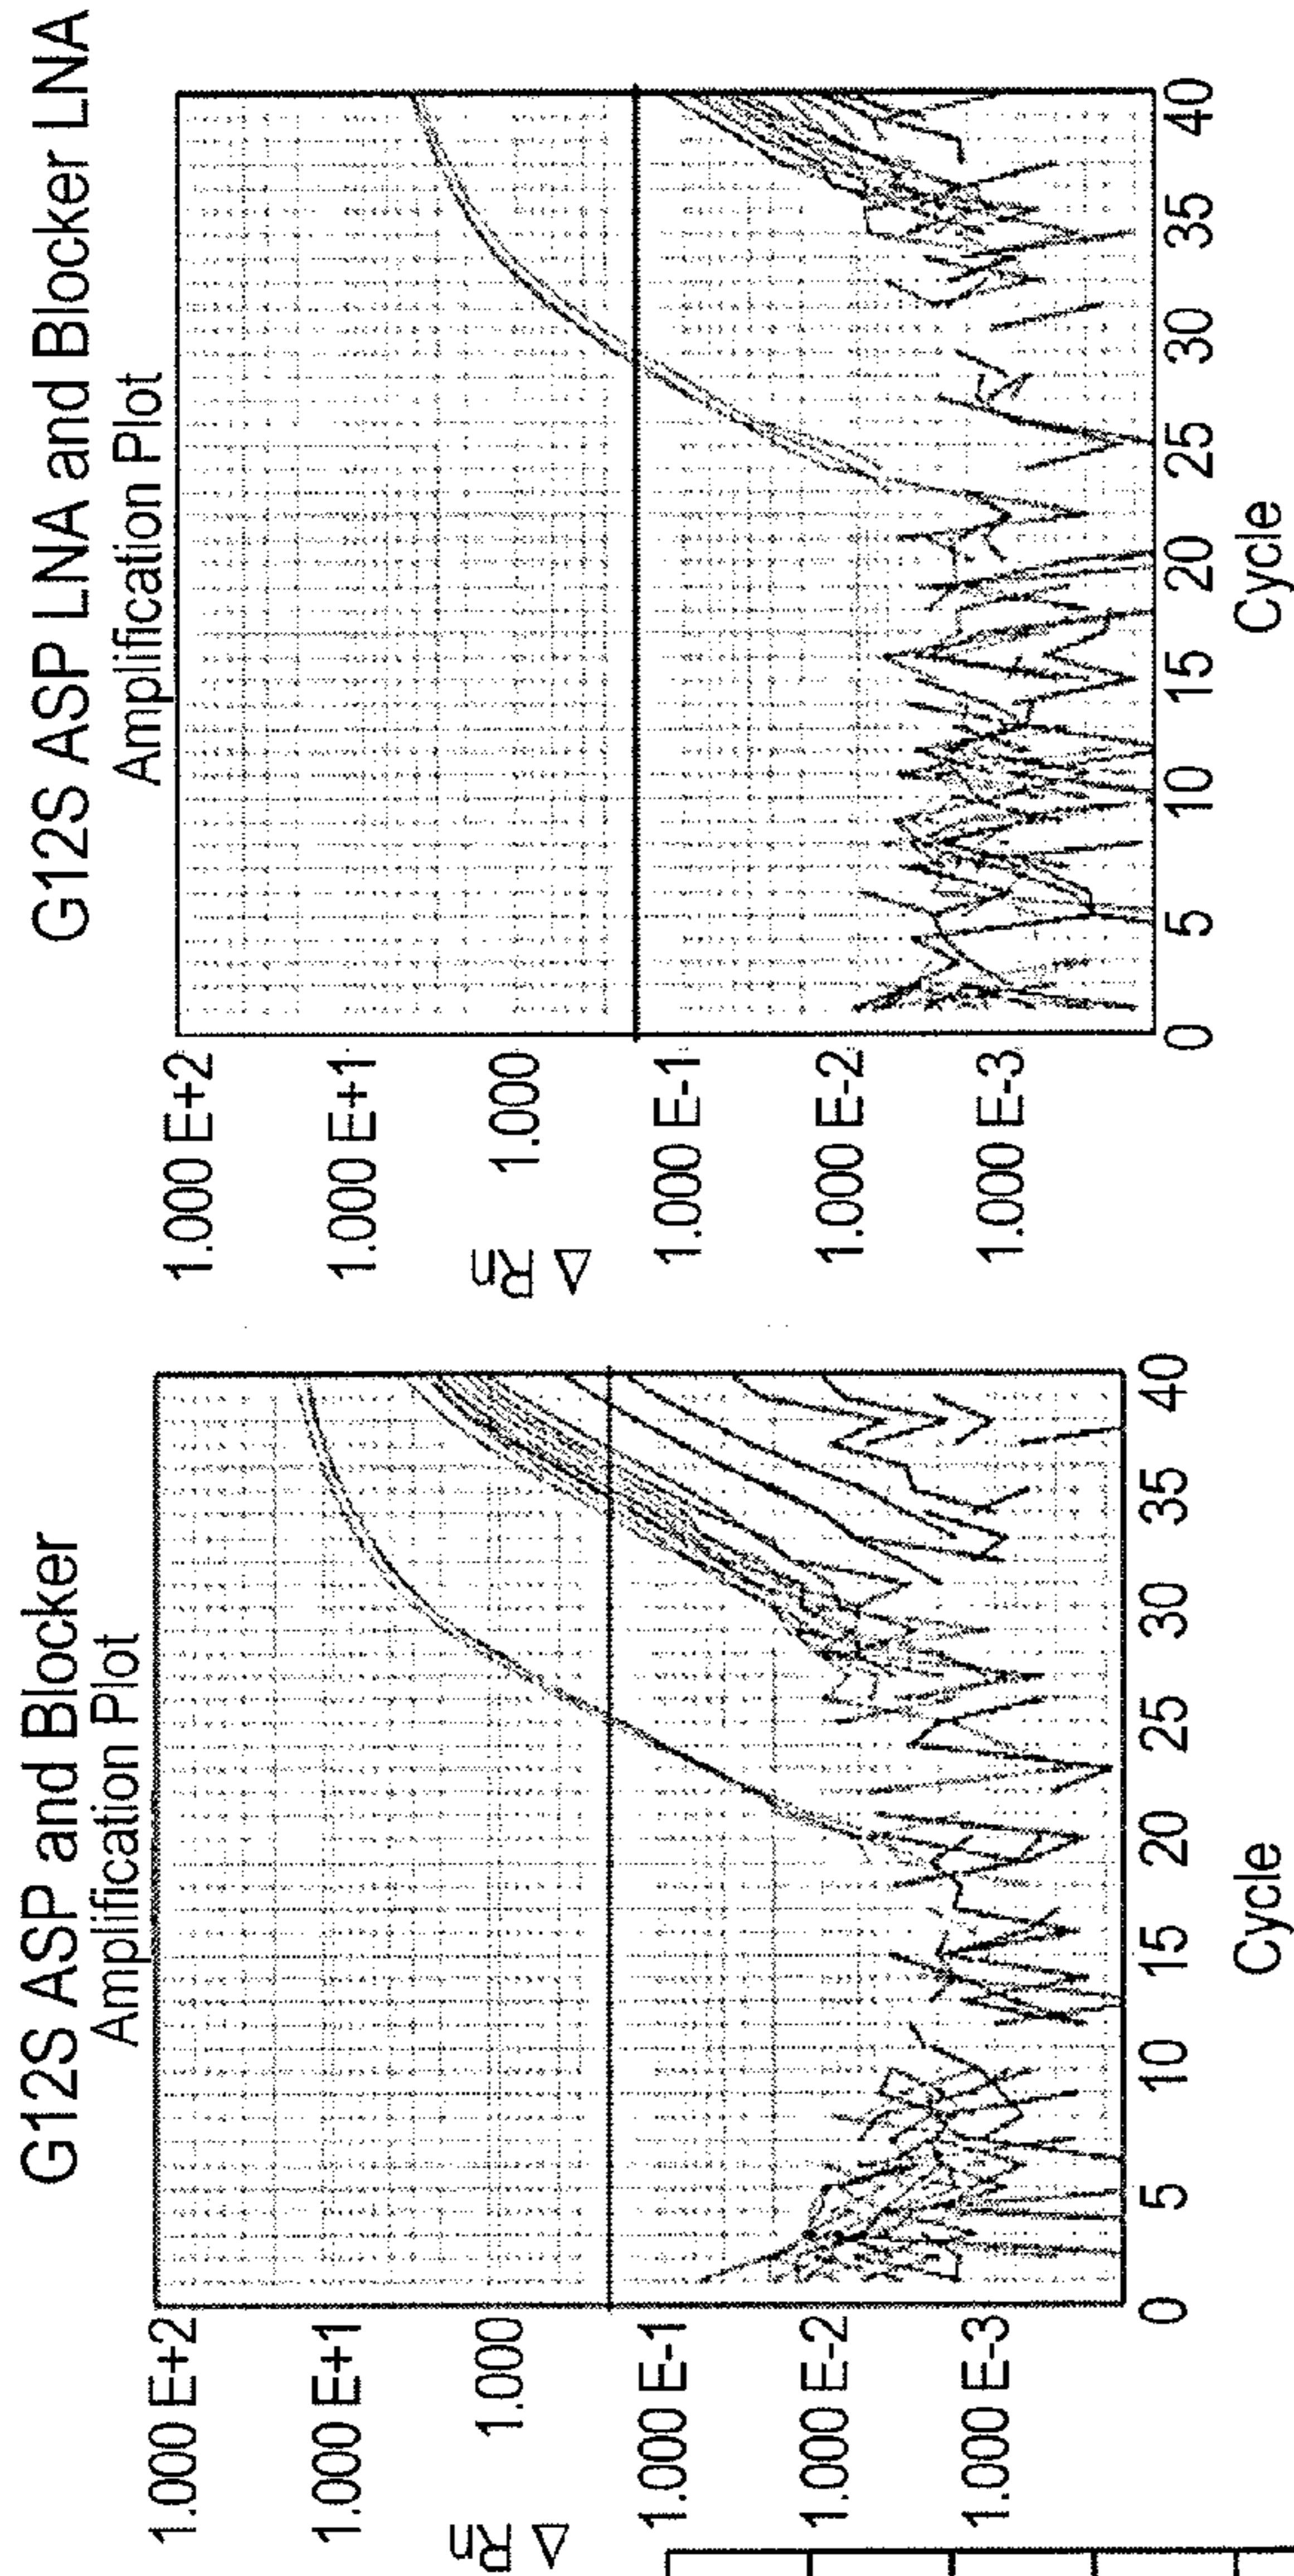 G12S ASP and Blocker
Amplification Plot
1.000 E+2
1.000 E+1
1.000
1.000 E-1
1.000 E-2
1.000 E-3
Δ Rn
0 5 10 15 20 25 30 35 40
Cycle
G12S ASP LNA and Blocker LNA
Amplification Plot
1.000 E+2
1.000 E+1
1.000
1.000 E-1
1.000 E-2
1.000 E-3
Δ Rn
0 5 10 15 20 25 30 35 40
Cycle